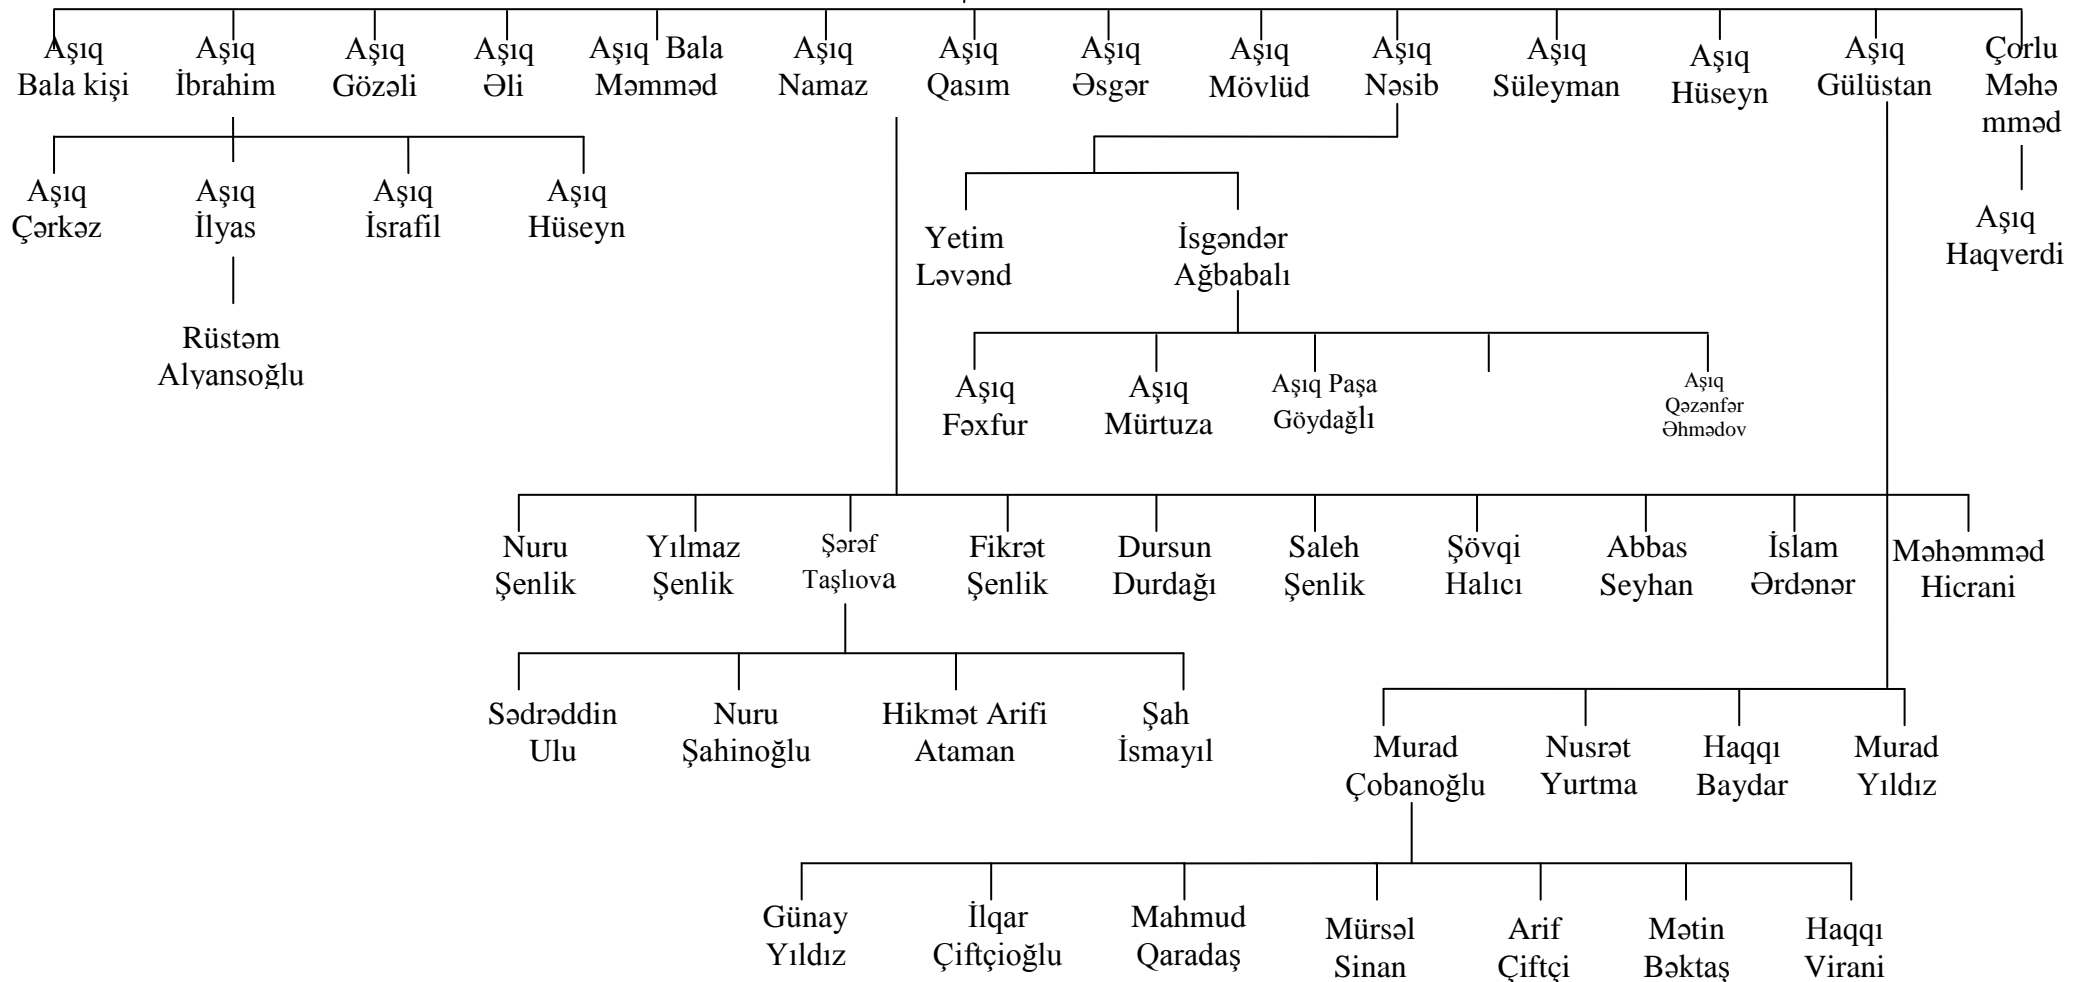 Aşıq
Bala kişi
Aşıq
İbrahim
Aşıq
Gözəli
Aşıq
Əli
Aşıq Bala
Məmməd
Aşıq
Namaz
Aşıq
Qasım
Aşıq
Əsgər
Aşıq
Mövlüd
Aşıq
Nəsib
Aşıq
Süleyman
Aşıq
Hüseyn
Aşıq
Gülüstan
Çorlu
Məhə
mməd
Aşıq
Çərkəz
Aşıq
İlyas
Aşıq
İsrafil
Aşıq
Hüseyn
Yetim
Ləvənd
İsgəndər
Ağbabalı
Aşıq
Haqverdi
Rüstəm
Alyansoğlu
Aşıq
Fəxfur
Aşıq
Mürtuza
Aşıq Paşa
Göydağlı
Aşıq
Qəzənfər
Əhmədov
Nuru
Şenlik
Yılmaz
Şenlik
Şərəf
Taşlıova
Fikrət
Şenlik
Dursun
Durdağı
Saleh
Şenlik
Şövqi
Halıcı
Abbas
Seyhan
İslam
Ərdənər
Məhəmməd
Hicrani
Sədrəddin
Ulu
Nuru
Şahinoğlu
Hikmət Arifi
Ataman
Şah
İsmayıl
Murad
Çobanoğlu
Nusrət
Yurtma
Haqqı
Baydar
Murad
Yıldız
Günay
Yıldız
İlqar
Çiftçioğlu
Mahmud
Qaradaş
Mürsəl
Sinan
Arif
Çiftçi
Mətin
Bəktaş
Haqqı
Virani